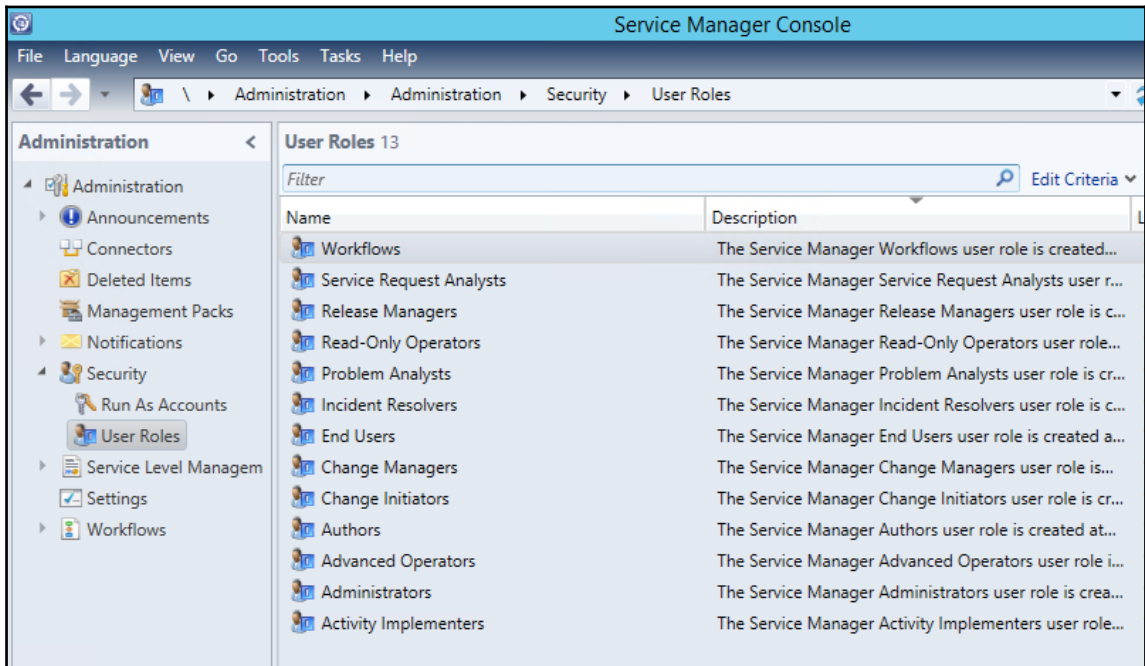 Service Manager Console
File Language View Go Tools Tasks Help
\ Administration Administration Security User Roles
Administration
User Roles 13
Administration
Announcements
Connectors
Deleted Items
Management Packs
Notifications
Security
Run As Accounts
User Roles
Service Level Managem
Settings
Workflows
Filter
Edit Criteria
Name Description L
Workflows The Service Manager Workflows user role is created...
Service Request Analysts The Service Manager Service Request Analysts user r...
Release Managers The Service Manager Release Managers user role is c...
Read-Only Operators The Service Manager Read-Only Operators user role...
Problem Analysts The Service Manager Problem Analysts user role is cr...
Incident Resolvers The Service Manager Incident Resolvers user role is c...
End Users The Service Manager End Users user role is created a...
Change Managers The Service Manager Change Managers user role is...
Change Initiators The Service Manager Change Initiators user role is cr...
Authors The Service Manager Authors user role is created at...
Advanced Operators The Service Manager Advanced Operators user role i...
Administrators The Service Manager Administrators user role is crea...
Activity Implementers The Service Manager Activity Implementers user role...